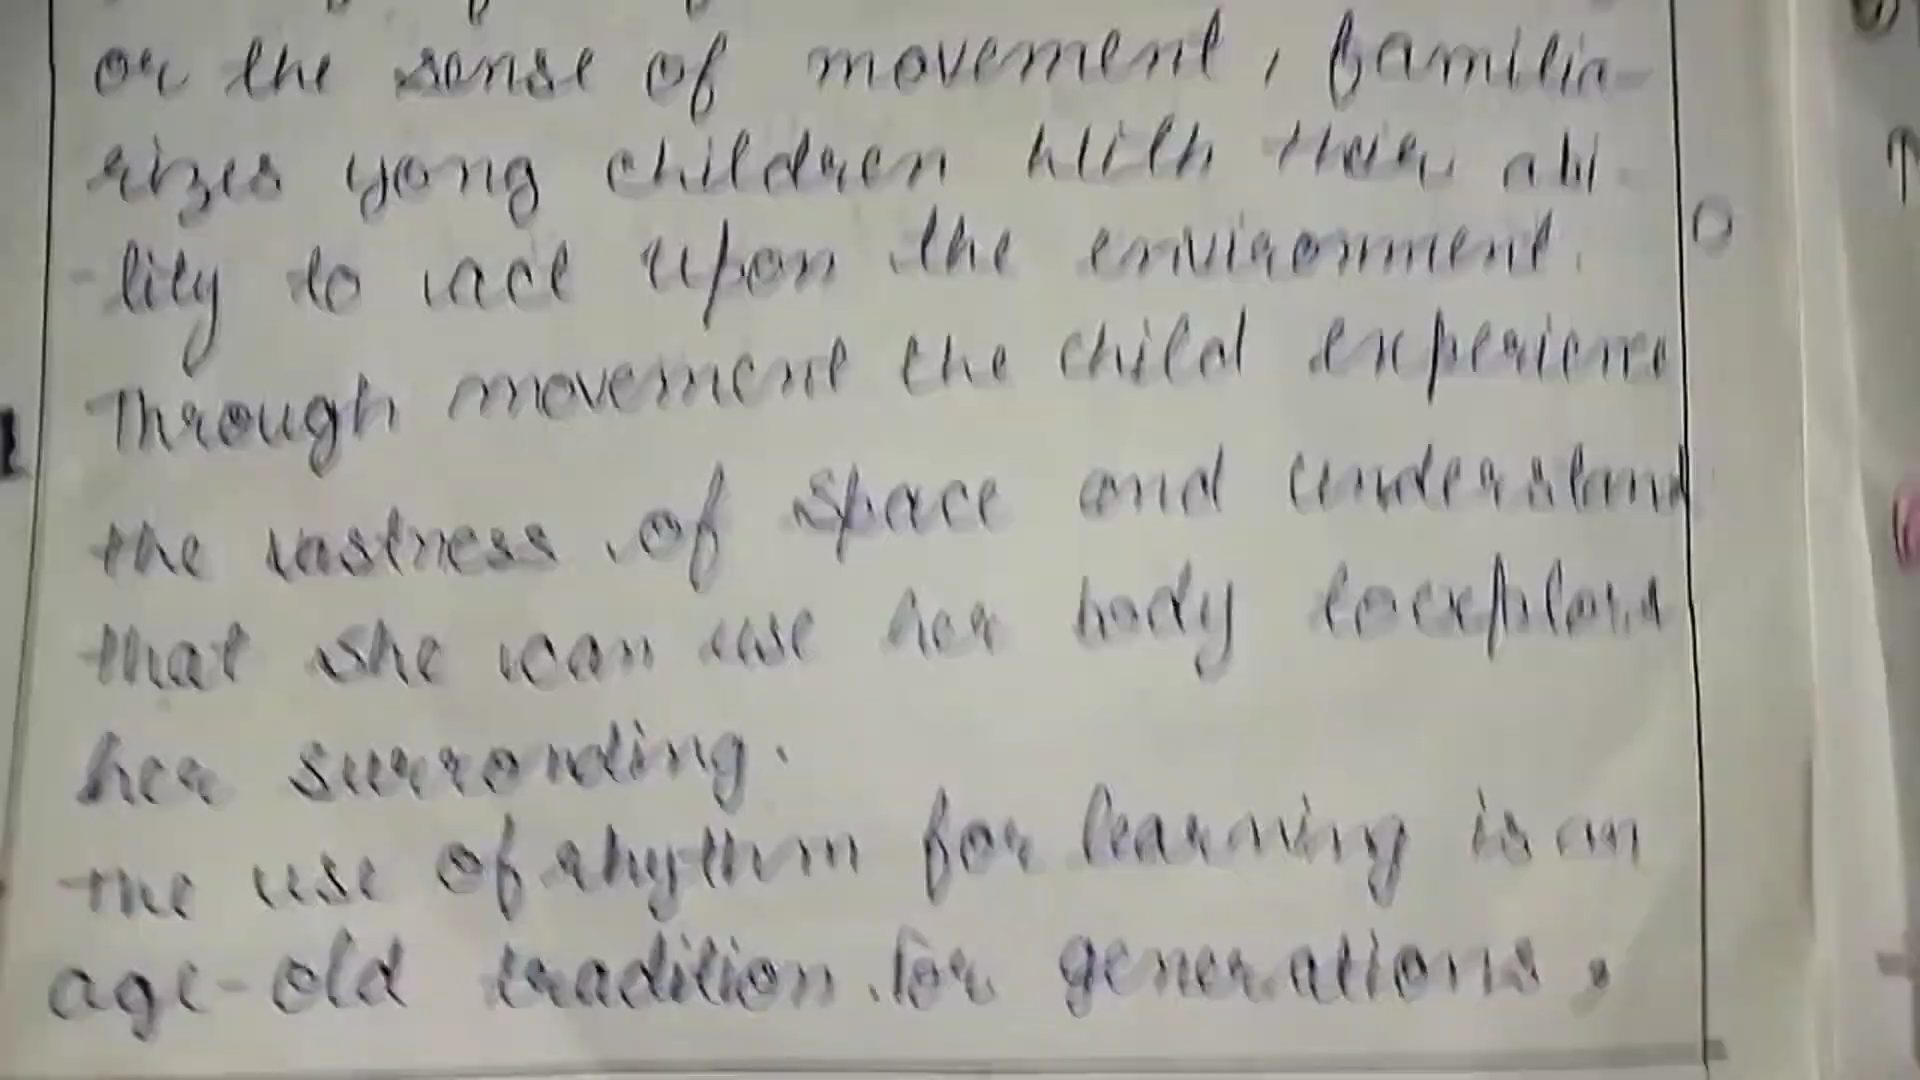 or the sense of movement, familia-
rizes yong children with their abi-
-lity to act upon the environment.
Through movement the child experience
the vastness of space and understand
that she can use her body to explore
her surronding.
The use of rhythm for learning is an
age-old tradition. For generations,